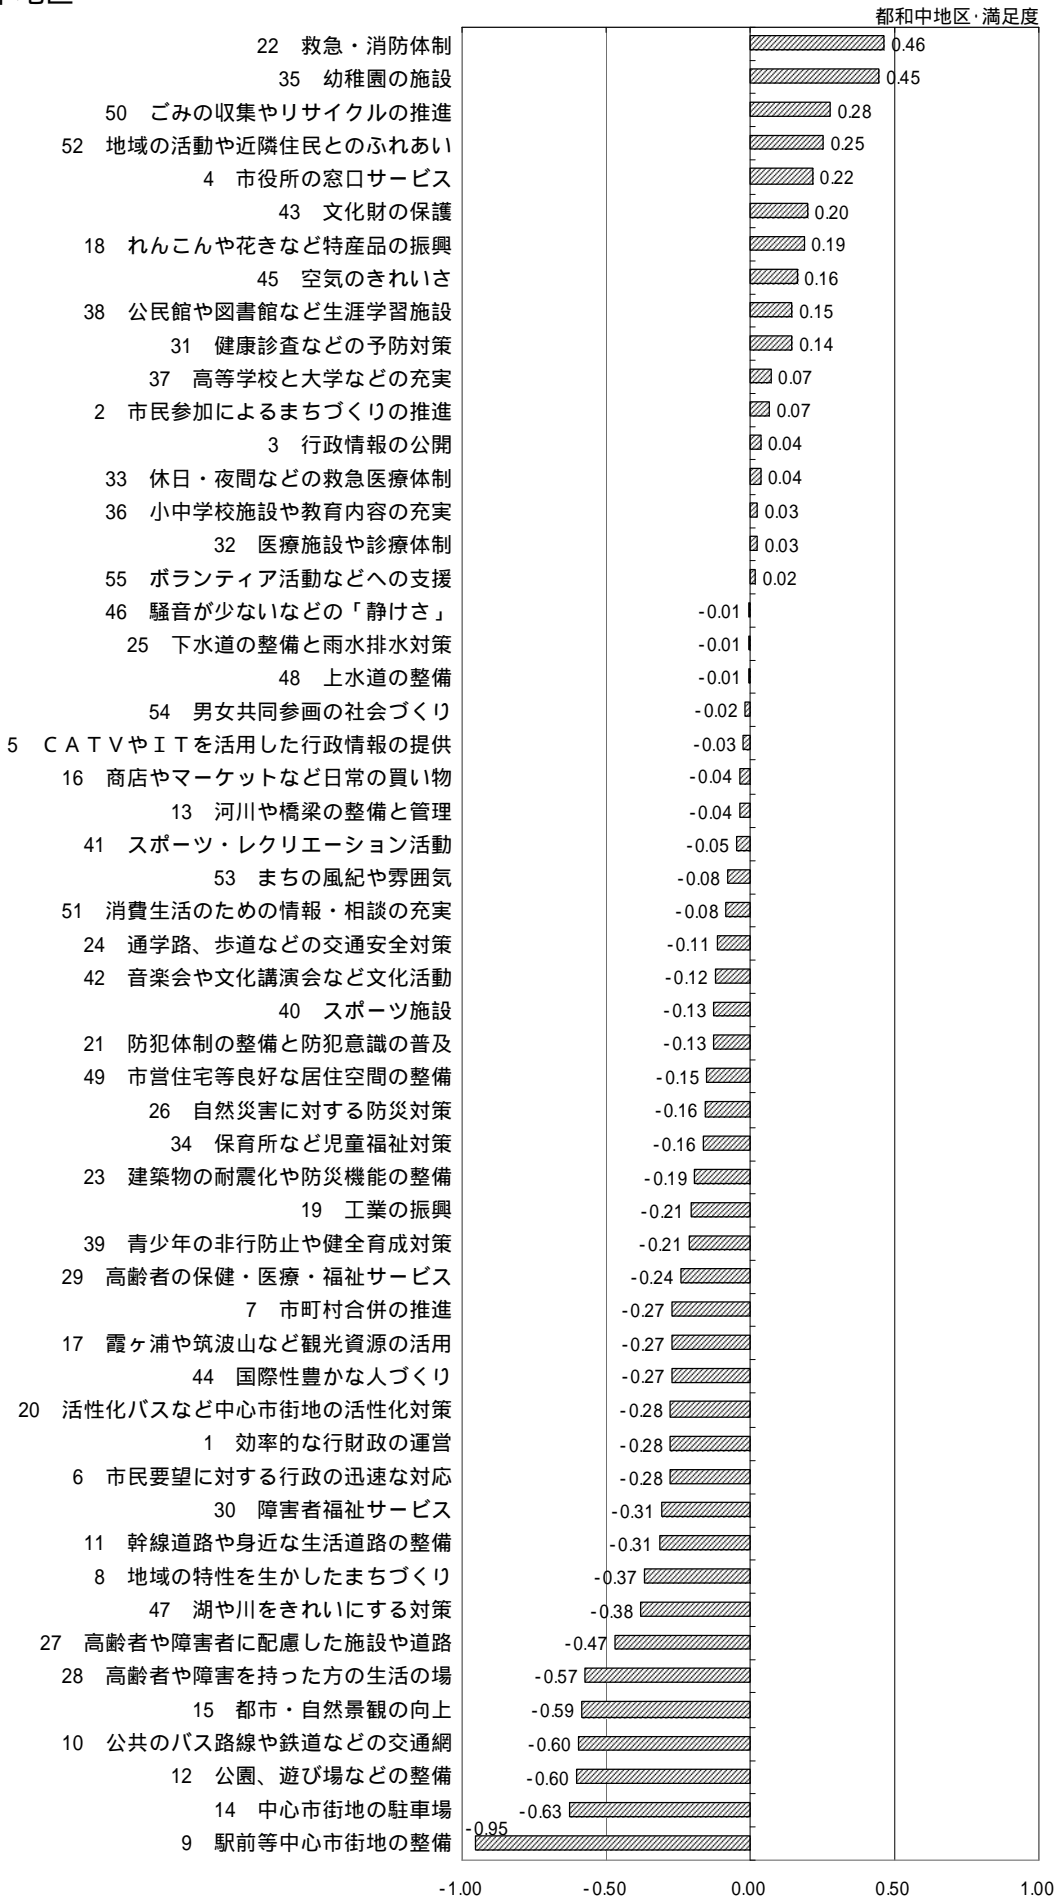 都和中地区・満足度
22 救急・消防体制 0.46
35 幼稚園の施設 0.45
50 ごみの収集やリサイクルの推進 0.28
52 地域の活動や近隣住民とのふれあい 0.25
4 市役所の窓口サービス 0.22
43 文化財の保護 0.20
18 れんこんや花きなど特産品の振興 0.19
45 空気のきれいさ 0.16
38 公民館や図書館など生涯学習施設 0.15
31 健康診査などの予防対策 0.14
37 高等学校と大学などの充実 0.07
2 市民参加によるまちづくりの推進 0.07
3 行政情報の公開 0.04
33 休日・夜間などの救急医療体制 0.04
36 小中学校施設や教育内容の充実 0.03
32 医療施設や診療体制 0.03
55 ボランティア活動などへの支援 0.02
46 騒音が少ないなどの「静けさ」 -0.01
25 下水道の整備と雨水排水対策 -0.01
48 上水道の整備 -0.01
54 男女共同参画の社会づくり -0.02
5 ＣＡＴＶやＩＴを活用した行政情報の提供 -0.03
16 商店やマーケットなど日常の買い物 -0.04
13 河川や橋梁の整備と管理 -0.04
41 スポーツ・レクリエーション活動 -0.05
53 まちの風紀や雰囲気 -0.08
51 消費生活のための情報・相談の充実 -0.08
24 通学路、歩道などの交通安全対策 -0.11
42 音楽会や文化講演会など文化活動 -0.12
40 スポーツ施設 -0.13
21 防犯体制の整備と防犯意識の普及 -0.13
49 市営住宅等良好な居住空間の整備 -0.15
26 自然災害に対する防災対策 -0.16
34 保育所など児童福祉対策 -0.16
23 建築物の耐震化や防災機能の整備 -0.19
19 工業の振興 -0.21
39 青少年の非行防止や健全育成対策 -0.21
29 高齢者の保健・医療・福祉サービス -0.24
7 市町村合併の推進 -0.27
17 霞ヶ浦や筑波山など観光資源の活用 -0.27
44 国際性豊かな人づくり -0.27
20 活性化バスなど中心市街地の活性化対策 -0.28
1 効率的な行財政の運営 -0.28
6 市民要望に対する行政の迅速な対応 -0.28
30 障害者福祉サービス -0.31
11 幹線道路や身近な生活道路の整備 -0.31
8 地域の特性を生かしたまちづくり -0.37
47 湖や川をきれいにする対策 -0.38
27 高齢者や障害者に配慮した施設や道路 -0.47
28 高齢者や障害を持った方の生活の場 -0.57
15 都市・自然景観の向上 -0.59
10 公共のバス路線や鉄道などの交通網 -0.60
12 公園、遊び場などの整備 -0.60
14 中心市街地の駐車場 -0.63
9 駅前等中心市街地の整備 -0.95
-1.00 -0.50 0.00 0.50 1.00